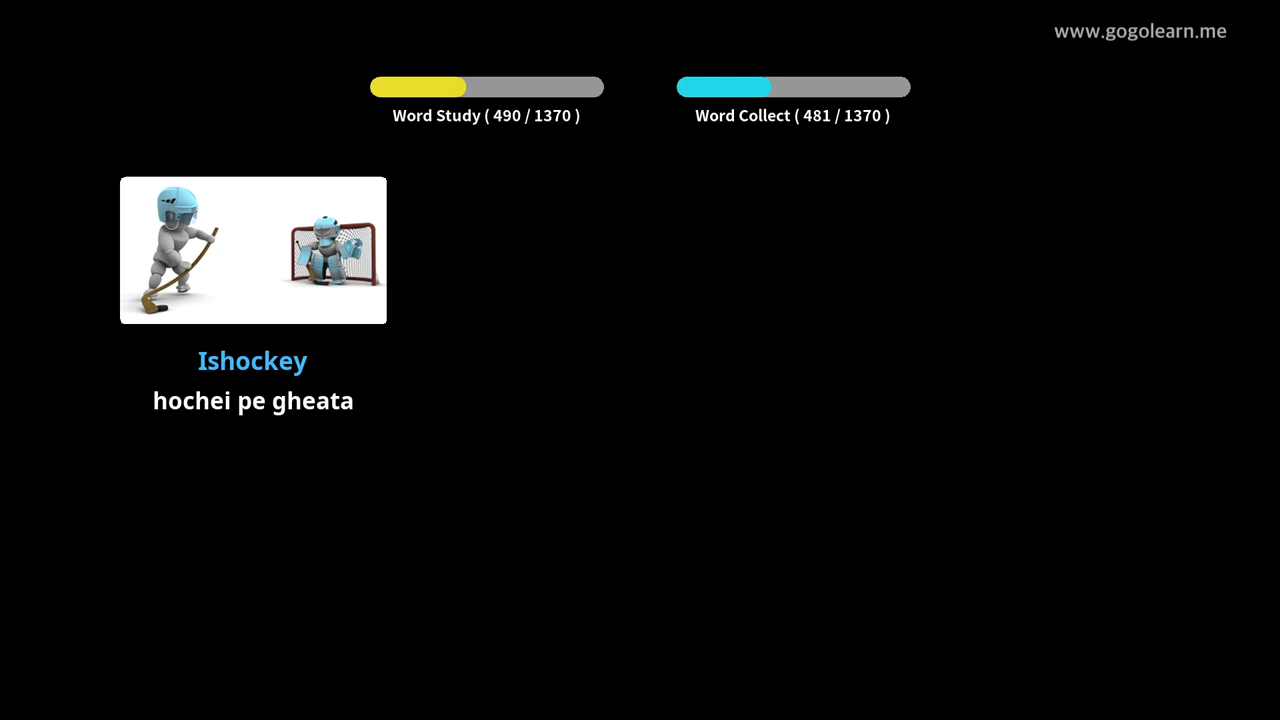 www.gogolearn.me
Word Study ( 490 / 1370 )
Word Collect ( 481 / 1370 )
Ishockey
hochei pe gheata